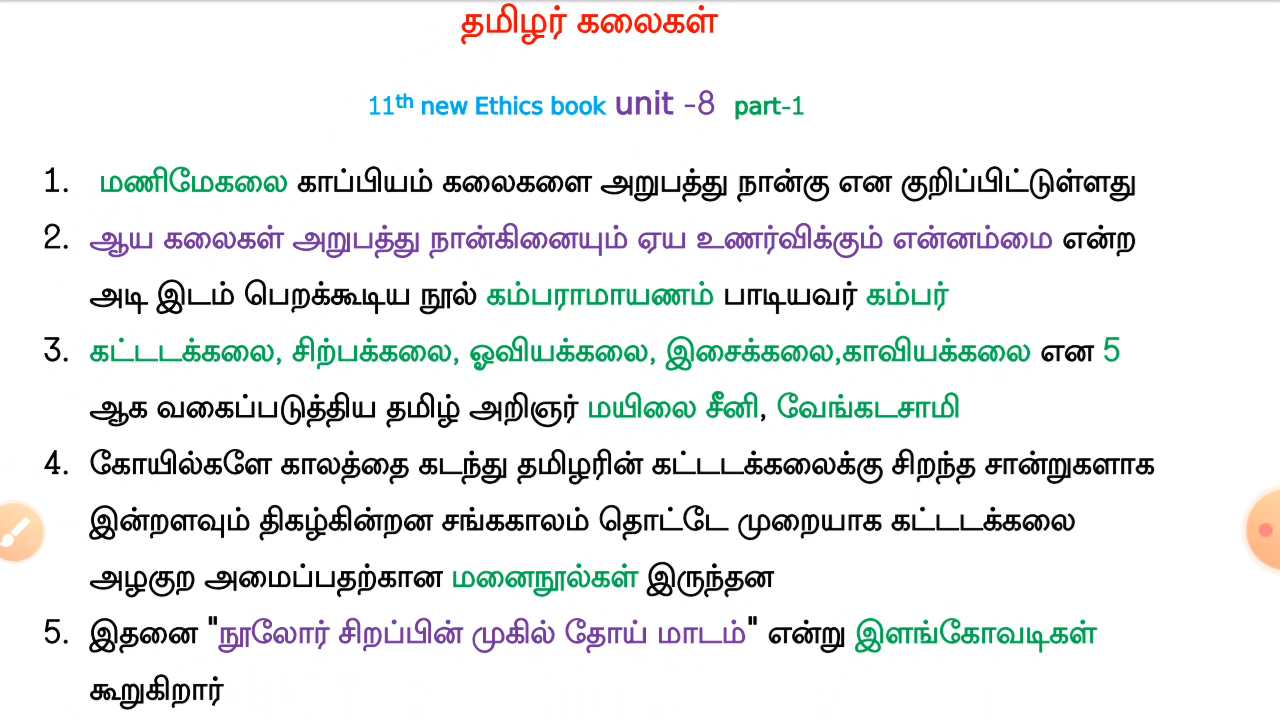 தமிழர் கலைகள்
11th new Ethics book unit -8 part-1
1. மணிமேகலை காப்பியம் கலைகளை அறுபத்து நான்கு என குறிப்பிட்டுள்ளது
2. ஆய கலைகள் அறுபத்து நான்கினையும் ஏய உணர்விக்கும் என்னம்மை என்ற
அடி இடம் பெறக்கூடிய நூல் கம்பராமாயணம் பாடியவர் கம்பர்
3. கட்டடக்கலை, சிற்பக்கலை, ஓவியக்கலை, இசைக்கலை,காவியக்கலை என 5
ஆக வகைப்படுத்திய தமிழ் அறிஞர் மயிலை சீனி, வேங்கடசாமி
4. கோயில்களே காலத்தை கடந்து தமிழரின் கட்டடக்கலைக்கு சிறந்த சான்றுகளாக
இன்றளவும் திகழ்கின்றன சங்ககாலம் தொட்டே முறையாக கட்டடக்கலை
அழகுற அமைப்பதற்கான மனைநூல்கள் இருந்தன
5. இதனை "நூலோர் சிறப்பின் முகில் தோய் மாடம்" என்று இளங்கோவடிகள்
கூறுகிறார்